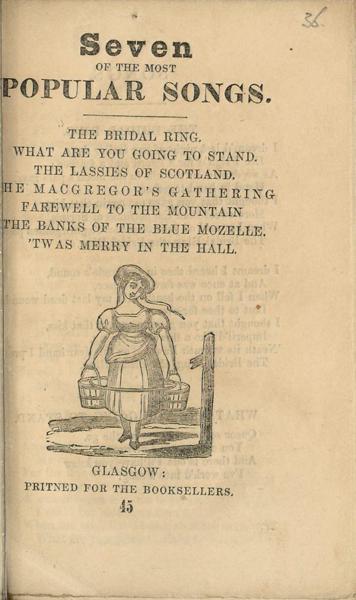 36.
Seven
OF THE MOST
POPULAR SONGS.
THE BRIDAL RING.
WHAT ARE YOU GOING TO STAND.
THE LASSIES OF SCOTLAND.
HE MACGREGOR'S GATHERING
FAREWELL TO THE MOUNTAIN
THE BANKS OF THE BLUE MOZELLE.
'TWAS MERRY IN THE HALL.
GLASGOW:
PRITNED FOR THE BOOKSELLERS.
45